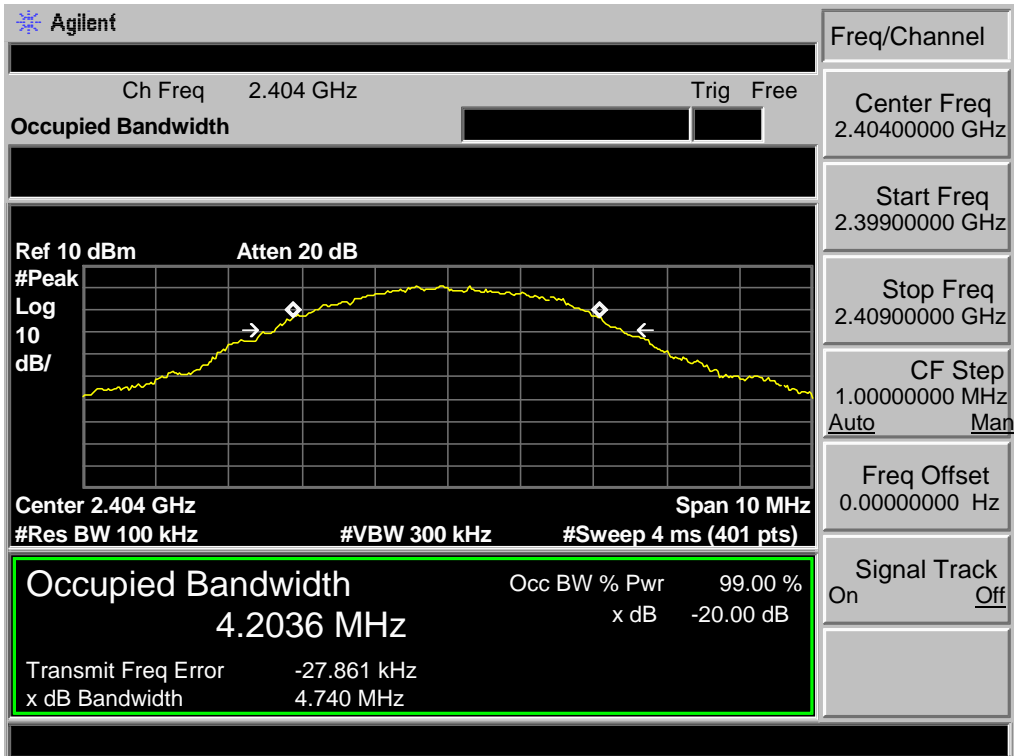 Agilent
Freq/Channel
Ch Freq 2.404 GHz Trig Free
Occupied Bandwidth
Center Freq
2.40400000 GHz
Start Freq
2.39900000 GHz
Stop Freq
2.40900000 GHz
CF Step
1.00000000 MHz
Auto Man
Freq Offset
0.00000000 Hz
Signal Track
On Off
Ref 10 dBm Atten 20 dB
#Peak
Log
10
dB/
Center 2.404 GHz Span 10 MHz
#Res BW 100 kHz #VBW 300 kHz #Sweep 4 ms (401 pts)
Occupied Bandwidth
4.2036 MHz
Occ BW % Pwr 99.00 %
x dB -20.00 dB
Transmit Freq Error -27.861 kHz
x dB Bandwidth 4.740 MHz